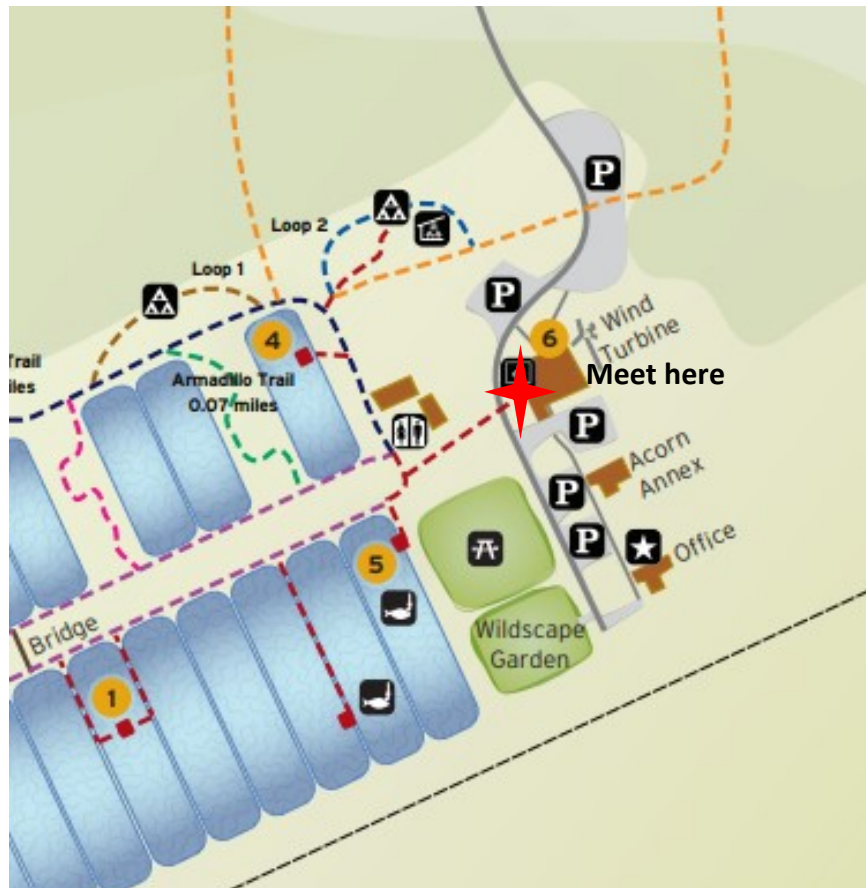 P
Loop 2
Loop 1
P
Wind
Turbine
6
4
Trail
les
Armadillo Trail
0.07 miles
Meet here
P
Acorn
Annex
P
P
Office
5
Bridge
Wildscape
Garden
1